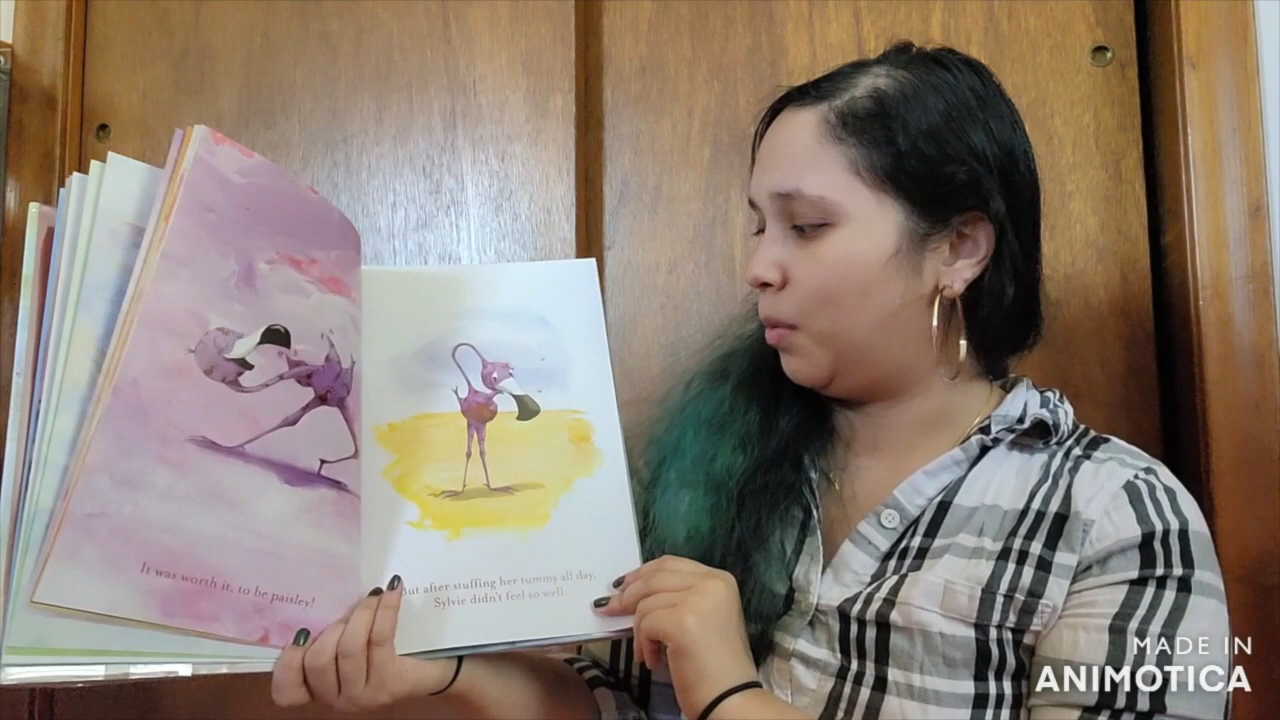 It was worth it, to be paisley!
But after stuffing her tummy all day,
Sylvie didn't feel so well.
MADE IN
ANIMOTICA